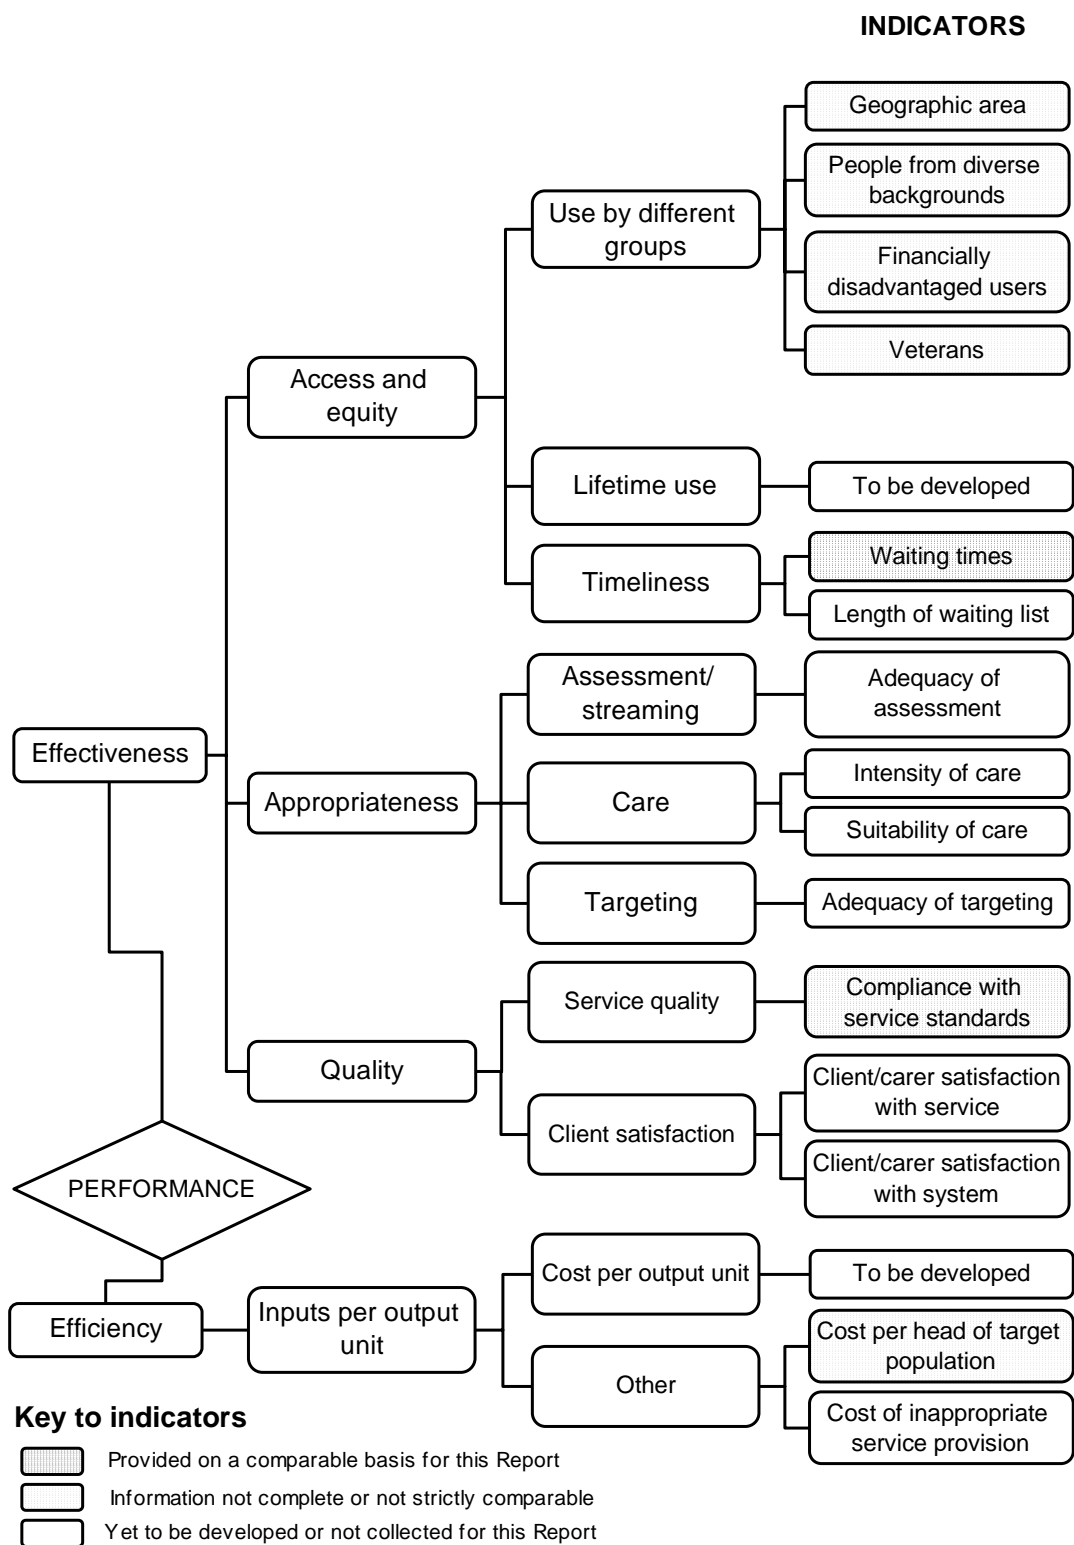 INDICATORS
Geographic area
People from diverse
backgrounds
Use by different
groups
Financially
disadvantaged users
Veterans
Access and
equity
Lifetime use
To be developed
Waiting times
Timeliness
Length of waiting list
Assessment/
streaming
Adequacy of
assessment
Effectiveness
Appropriateness
Care
Intensity of care
Suitability of care
Targeting
Adequacy of targeting
Service quality
Compliance with
service standards
Quality
Client/carer satisfaction
with service
Client satisfaction
Client/carer satisfaction
with system
PERFORMANCE
Cost per output unit
To be developed
Efficiency
Inputs per output
unit
Cost per head of target
population
Other
Cost of inappropriate
service provision
Key to indicators
Provided on a comparable basis for this Report
Information not complete or not strictly comparable
Yet to be developed or not collected for this Report